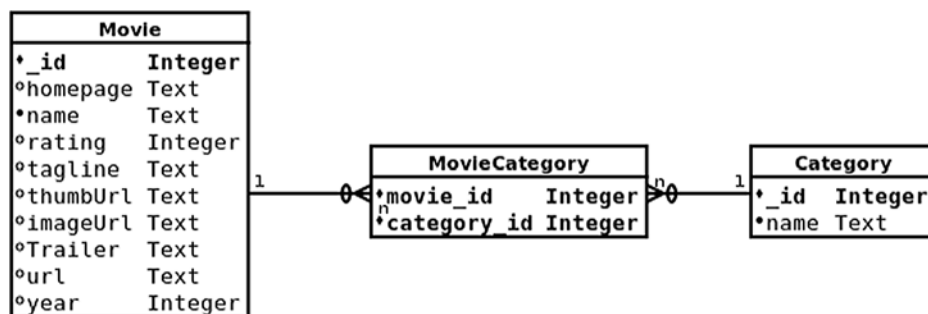 Movie
_id Integer
homepage Text
name Text
rating Integer
tagline Text
thumbUrl Text
imageUrl Text
Trailer Text
url Text
year Integer
1
n
MovieCategory
movie_id Integer
category_id Integer
n
1
Category
_id Integer
name Text